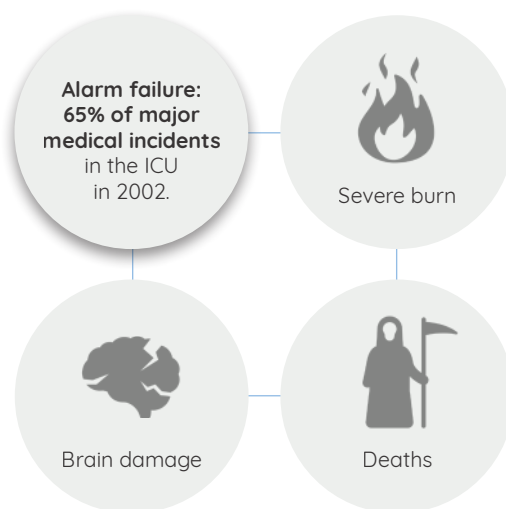 Alarm failure:
65% of major
medical incidents
in the ICU
in 2002.
Severe burn
Brain damage
Deaths